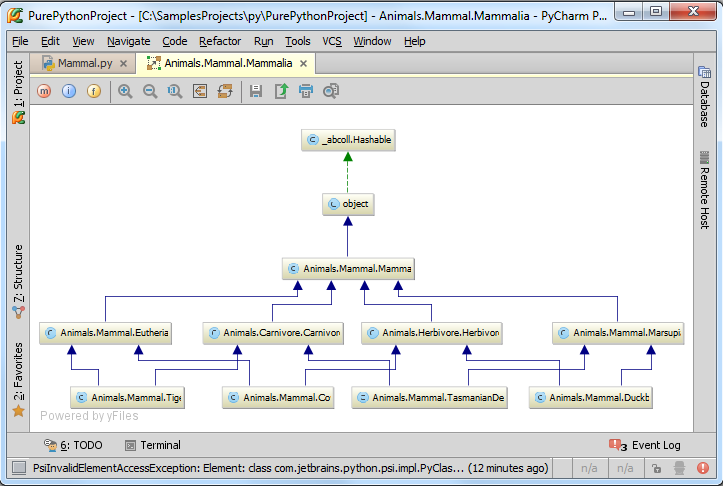 PurePythonProject - [C:\SamplesProjects\py\PurePythonProject] - Animals.Mammal.Mammalia - PyCharm P...
File Edit View Navigate Code Refactor Run Tools VCS Window Help
Mammal.py Animals.Mammal.Mammalia
1: Project
7: Structure
2: Favorites
Database
Remote Host
_abcoll.Hashable
object
Animals.Mammal.Mamma
Animals.Mammal.Eutheria Animals.Carnivore.Carnivore Animals.Herbivore.Herbivore Animals.Mammal.Marsupi
Animals.Mammal.Tige Animals.Mammal.Co Animals.Mammal.TasmanianDe Animals.Mammal.Duckb
Powered by yFiles
6: TODO Terminal 3 Event Log
PsiInvalidElementAccessException: Element: class com.jetbrains.python.psi.impl.PyClas... (12 minutes ago) n/a n/a